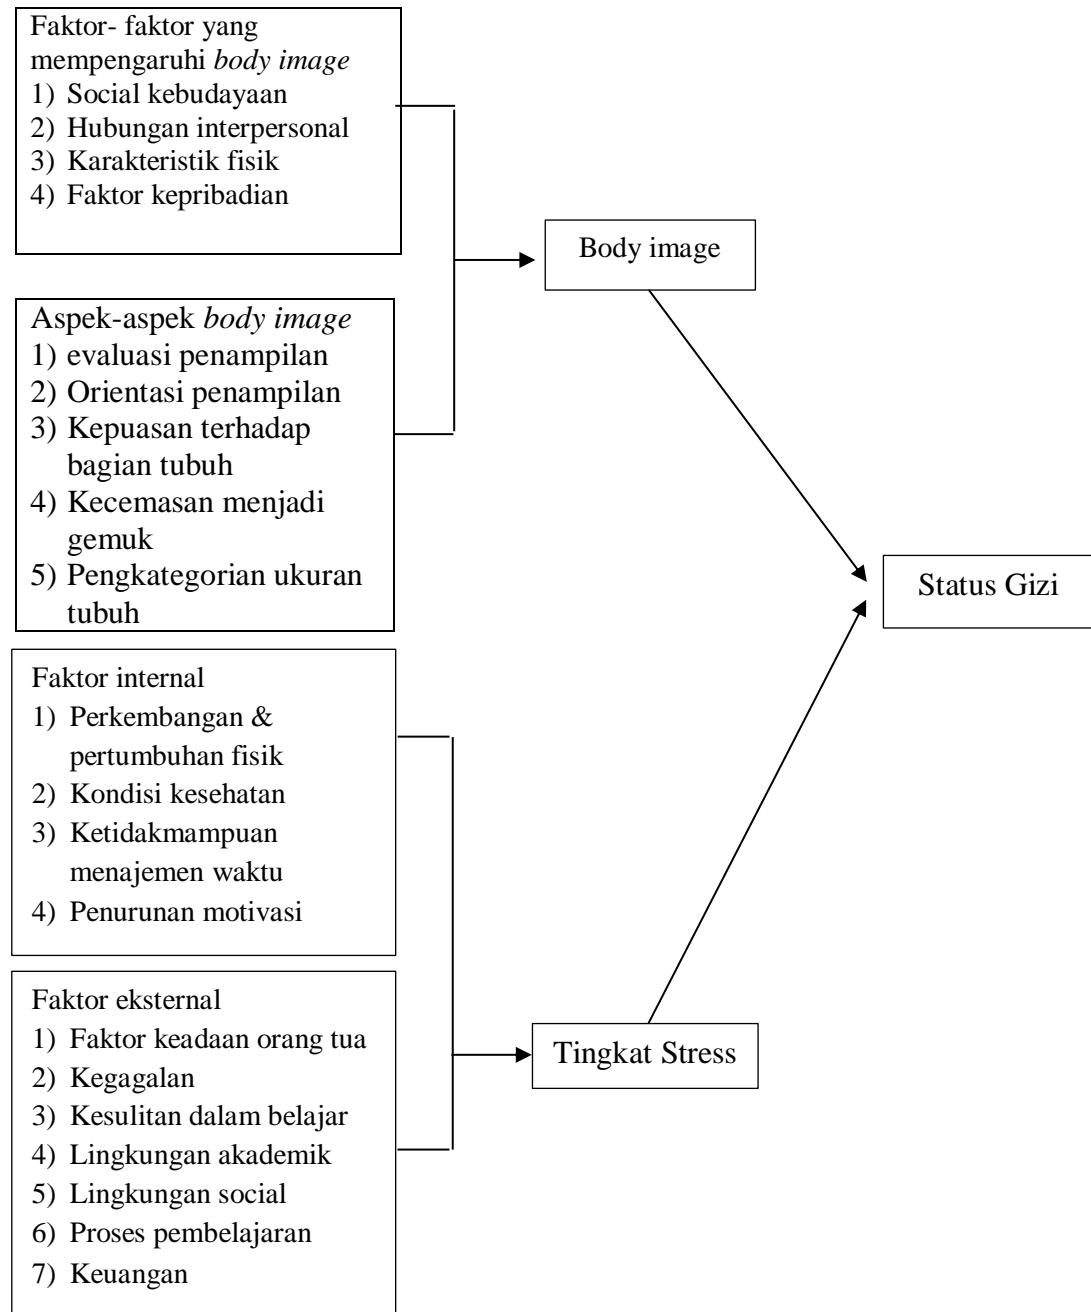 Faktor- faktor yang
mempengaruhi body image
1) Social kebudayaan
2) Hubungan interpersonal
3) Karakteristik fisik
4) Faktor kepribadian
Body image
Aspek-aspek body image
1) evaluasi penampilan
2) Orientasi penampilan
3) Kepuasan terhadap
bagian tubuh
4) Kecemasan menjadi
gemuk
5) Pengkategorian ukuran
tubuh
Status Gizi
Faktor internal
1) Perkembangan &
pertumbuhan fisik
2) Kondisi kesehatan
3) Ketidakmampuan
menajemen waktu
4) Penurunan motivasi
Faktor eksternal
1) Faktor keadaan orang tua
2) Kegagalan
3) Kesulitan dalam belajar
4) Lingkungan akademik
5) Lingkungan social
6) Proses pembelajaran
7) Keuangan
Tingkat Stress